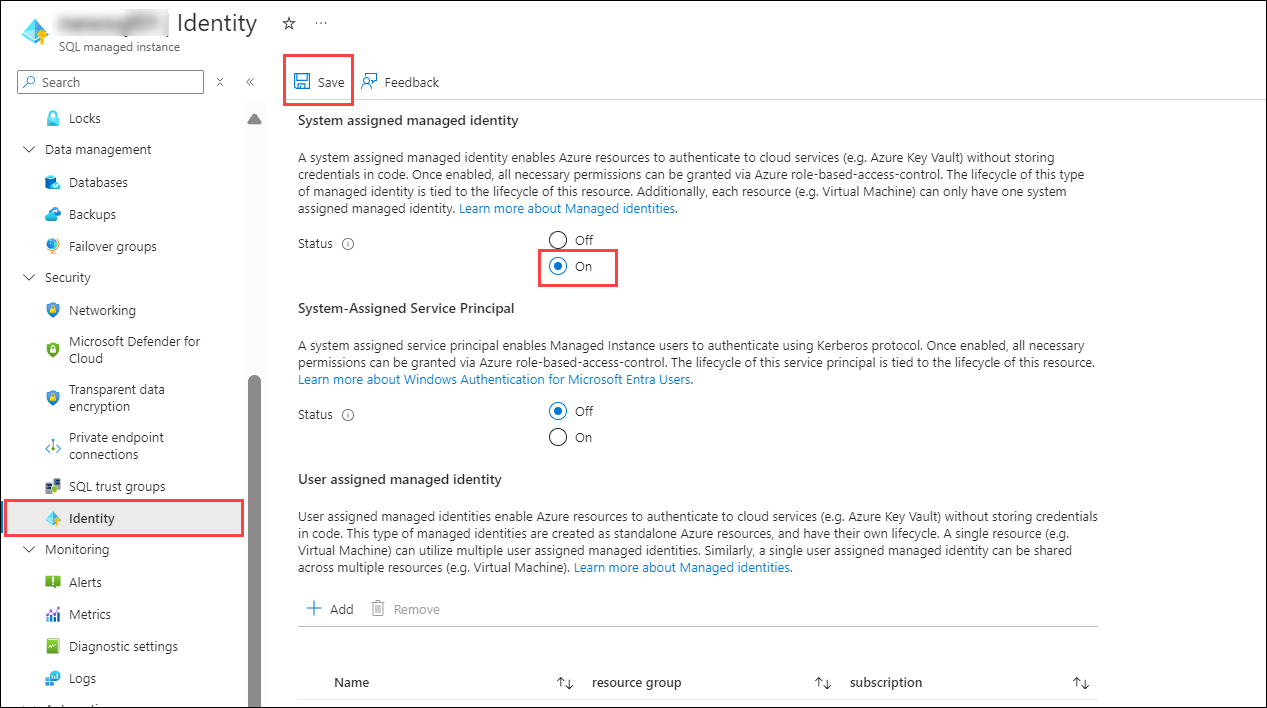 | Identity
SQL managed instance
Search
Save
Feedback
Locks
Data management
Databases
Backups
Failover groups
Security
Networking
Microsoft Defender for
Cloud
Transparent data
encryption
Private endpoint
connections
SQL trust groups
Identity
Monitoring
Alerts
Metrics
Diagnostic settings
Logs
System assigned managed identity
A system assigned managed identity enables Azure resources to authenticate to cloud services (e.g. Azure Key Vault) without storing
credentials in code. Once enabled, all necessary permissions can be granted via Azure role-based-access-control. The lifecycle of this type
of managed identity is tied to the lifecycle of this resource. Additionally, each resource (e.g. Virtual Machine) can only have one system
assigned managed identity. Learn more about Managed identities.
Status
Off
On
System-Assigned Service Principal
A system assigned service principal enables Managed Instance users to authenticate using Kerberos protocol. Once enabled, all necessary
permissions can be granted via Azure role-based-access-control. The lifecycle of this service principal is tied to the lifecycle of this resource.
Learn more about Windows Authentication for Microsoft Entra Users.
Status
Off
On
User assigned managed identity
User assigned managed identities enable Azure resources to authenticate to cloud services (e.g. Azure Key Vault) without storing credentials
in code. This type of managed identities are created as standalone Azure resources, and have their own lifecycle. A single resource (e.g.
Virtual Machine) can utilize multiple user assigned managed identities. Similarly, a single user assigned managed identity can be shared
across multiple resources (e.g. Virtual Machine). Learn more about Managed identities.
Add
Remove
Name
resource group
subscription